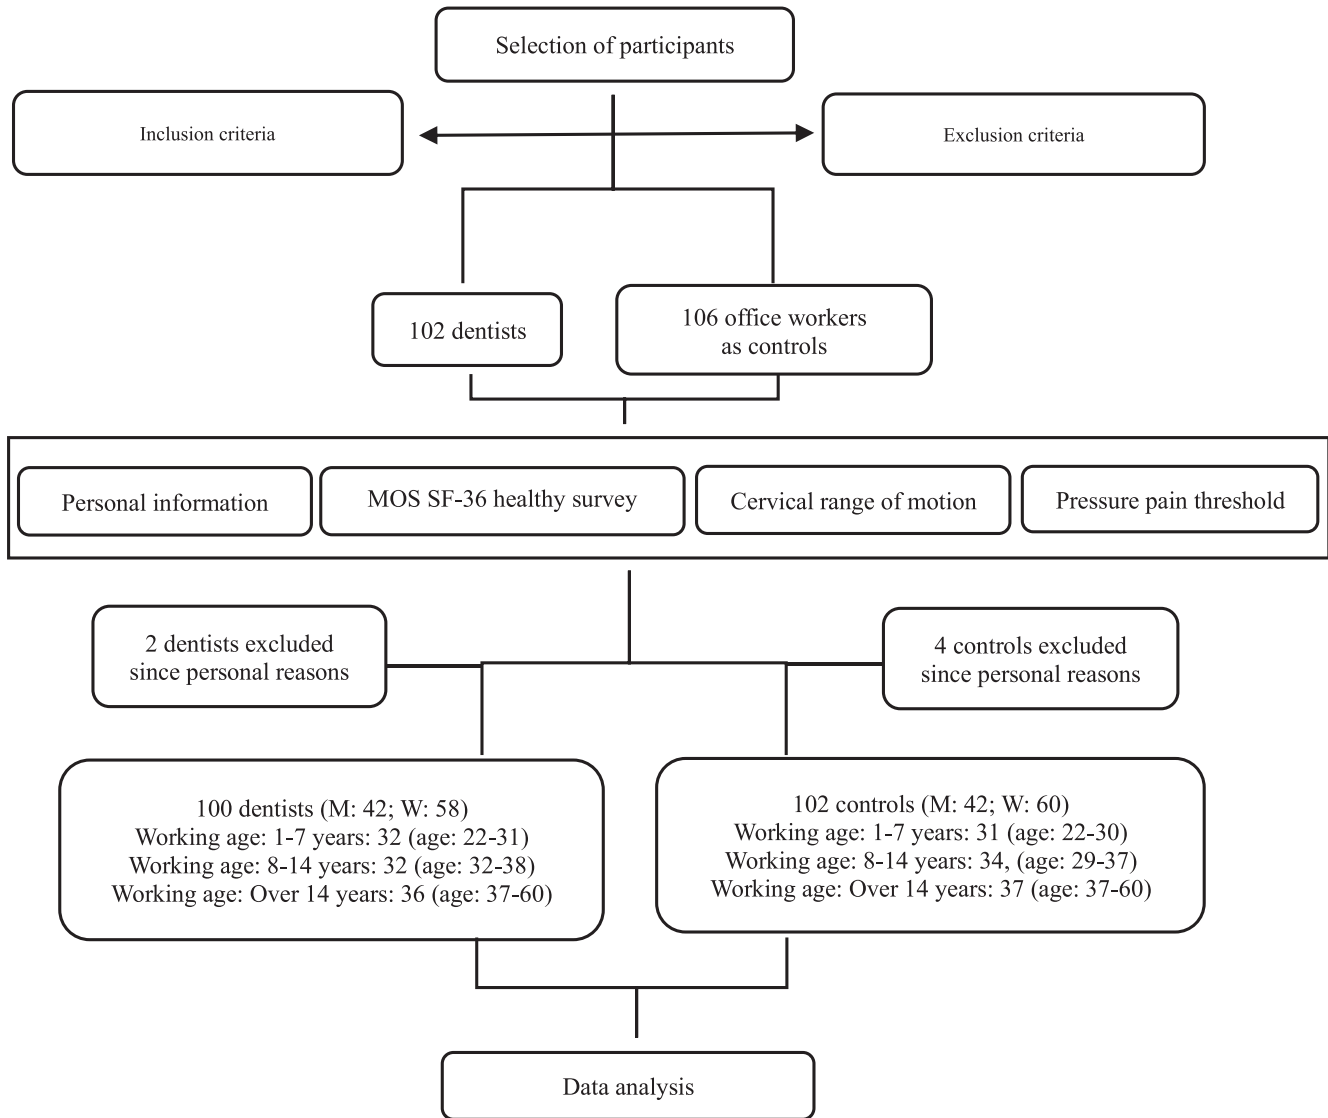 Selection of participants
Inclusion criteria
Exclusion criteria
102 dentists
106 office workers
as controls
Personal information
MOS SF-36 healthy survey
Cervical range of motion
Pressure pain threshold
2 dentists excluded
since personal reasons
4 controls excluded
since personal reasons
100 dentists (M: 42; W: 58)
Working age: 1-7 years: 32 (age: 22-31)
Working age: 8-14 years: 32 (age: 32-38)
Working age: Over 14 years: 36 (age: 37-60)
102 controls (M: 42; W: 60)
Working age: 1-7 years: 31 (age: 22-30)
Working age: 8-14 years: 34, (age: 29-37)
Working age: Over 14 years: 37 (age: 37-60)
Data analysis